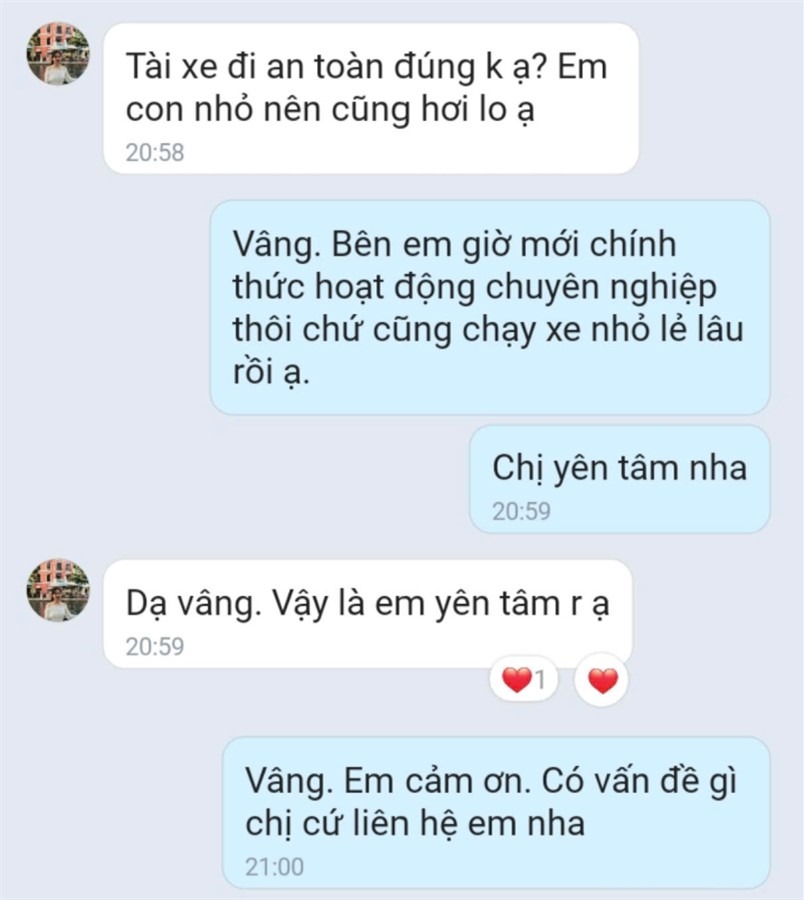 Tài xe đi an toàn đúng k ạ? Em
con nhỏ nên cũng hơi lo ạ
20:58
Vâng. Bên em giờ mới chính
thức hoạt động chuyên nghiệp
thôi chứ cũng chạy xe nhỏ lẻ lâu
rồi ạ.
Chị yên tâm nha
20:59
Dạ vâng. Vậy là em yên tâm r ạ
20:59
1
Vâng. Em cảm ơn. Có vấn đề gì
chị cứ liên hệ em nha
21:00